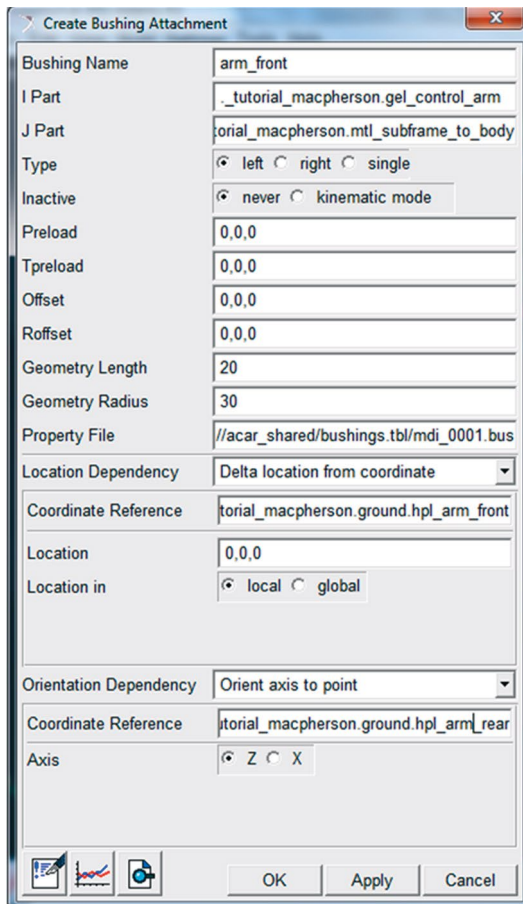 Create Bushing Attachment
Bushing Name arm_front
I Part ._tutorial_macpherson.gel_control_arm
J Part torial_macpherson.mtl_subframe_to_body
Type left right single
Inactive never kinematic mode
Preload 0,0,0
Tpreload 0,0,0
Offset 0,0,0
Roffset 0,0,0
Geometry Length 20
Geometry Radius 30
Property File //acar_shared/bushings.tbl/mdi_0001.bus
Location Dependency Delta location from coordinate
Coordinate Reference torial_macpherson.ground.hpl_arm_front
Location 0,0,0
Location in local global
Orientation Dependency Orient axis to point
Coordinate Reference utorial_macpherson.ground.hpl_arm_rear
Axis Z X
OK Apply Cancel